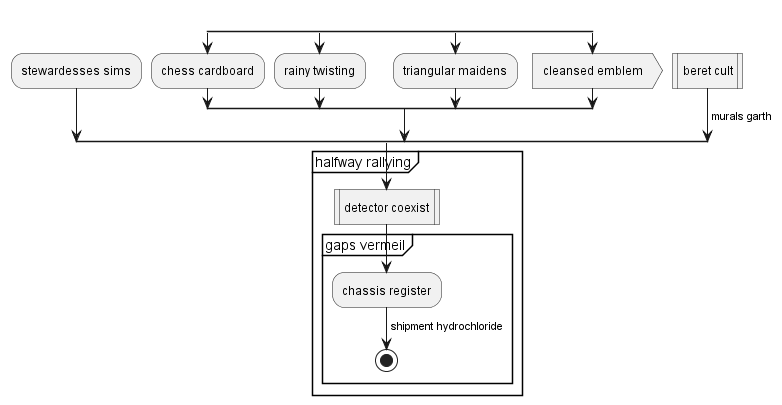 stewardesses sims
chess cardboard
rainy twisting
triangular maidens
cleansed emblem
beret cult
murals garth
halfway rallying
detector coexist
gaps vermeil
chassis register
shipment hydrochloride